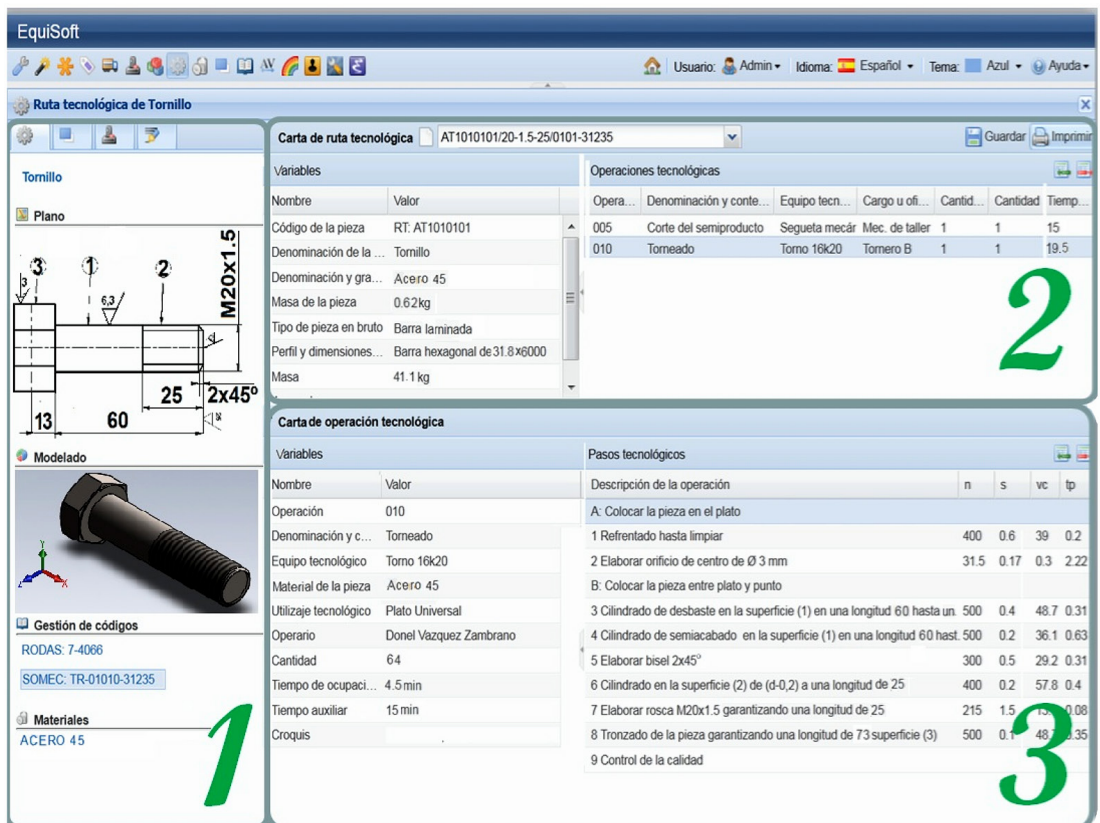 EquiSoft
Usuario: Admin Idioma: Español Tema: Azul Ayuda
Ruta tecnológica de Tornillo
Tornillo
Plano
3 1 2
3
6,3
M20x1.5
25 2x45º
13 60
Modelado
Y
Z X
Gestión de códigos
RODAS: 7-4066
SOMEC: TR-01010-31235
Materiales
ACERO 45
1
Carta de ruta tecnológica AT1010101/20-1.5-25/0101-31235 Guardar Imprimir
Variables
Nombre Valor
Código de la pieza RT: AT1010101
Denominación de la ... Tornillo
Denominación y gra... Acero 45
Masa de la pieza 0.62kg
Tipo de pieza en bruto Barra laminada
Perfil y dimensiones... Barra hexagonal de 31.8x6000
Masa 41.1 kg
Operaciones tecnológicas
Opera... Denominación y conte... Equipo tecn... Cargo u ofi... Cantid... Cantidad Tiemp...
005 Corte del semiproducto Segueta mecár Mec. de taller 1 1 15
010 Torneado Torno 16k20 Tornero B 1 1 19.5
2
Carta de operación tecnológica
Variables
Nombre Valor
Operación 010
Denominación y c... Torneado
Equipo tecnológico Torno 16k20
Material de la pieza Acero 45
Utilizaje tecnológico Plato Universal
Operario Donel Vazquez Zambrano
Cantidad 64
Tiempo de ocupaci... 4.5min
Tiempo auxiliar 15 min
Croquis
Pasos tecnológicos
Descripción de la operación n s vc tp
A: Colocar la pieza en el plato
1 Refrentado hasta limpiar 400 0.6 39 0.2
2 Elaborar orificio de centro de Ø 3 mm 31.5 0.17 0.3 2.22
B: Colocar la pieza entre plato y punto
3 Cilindrado de desbaste en la superficie (1) en una longitud 60 hasta un. 500 0.4 48.7 0.31
4 Cilindrado de semiacabado en la superficie (1) en una longitud 60 hast. 500 0.2 36.1 0.63
5 Elaborar bisel 2x45° 300 0.5 29.2 0.31
6 Cilindrado en la superficie (2) de (d-0,2) a una longitud de 25 400 0.2 57.8 0.4
7 Elaborar rosca M20x1.5 garantizando una longitud de 25 215 1.5 0.08
8 Tronzado de la pieza garantizando una longitud de 73 superficie (3) 500
9 Control de la calidad
3